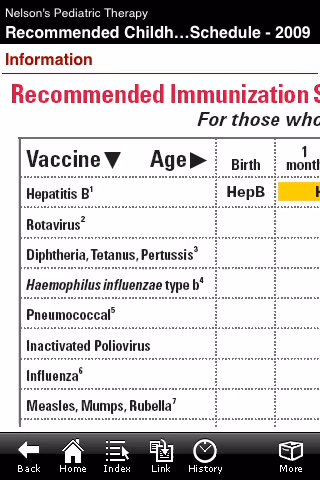 Nelson's Pediatric Therapy
Recommended Childh...Schedule - 2009
Information
Recommended Immunization S
For those who
Vaccine▼ Age▶ Birth 1 month
Hepatitis B¹ HepB H
Rotavirus²
Diphtheria, Tetanus, Pertussis³
Haemophilus influenzae type b⁴
Pneumococcal⁵
Inactivated Poliovirus
Influenza⁶
Measles, Mumps, Rubella⁷
Back Home Index Link History More